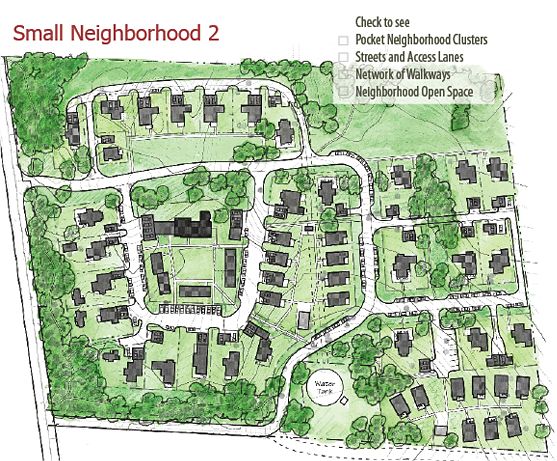 Small Neighborhood 2
Check to see
Pocket Neighborhood Clusters
Streets and Access Lanes
Network of Walkways
Neighborhood Open Space
Water
Tank